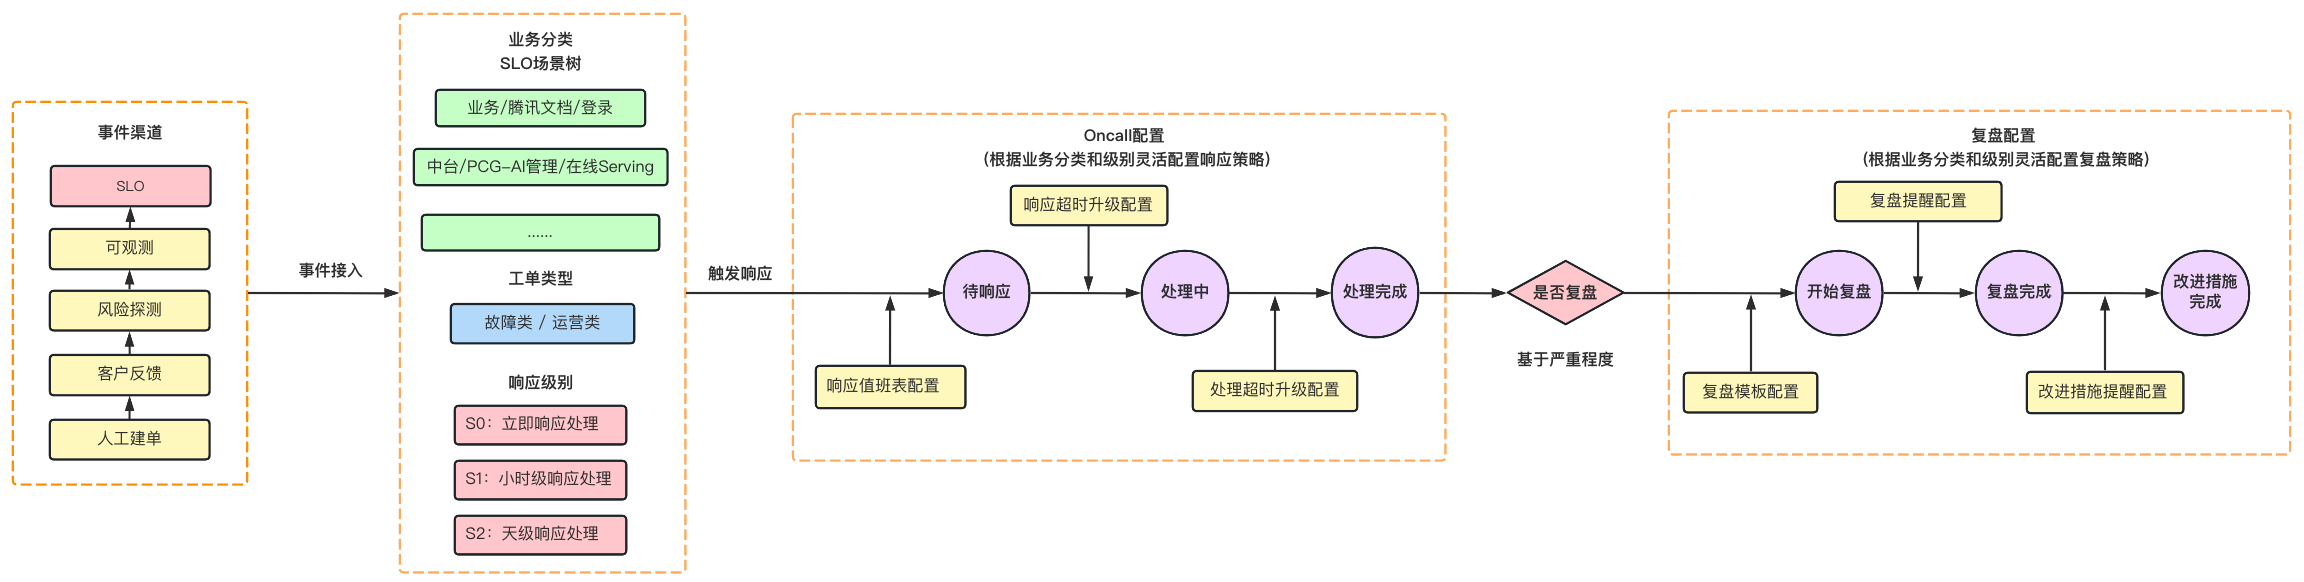 事件渠道
SLO
可观测
风险探测
客户反馈
人工建单
事件接入
业务分类
SLO场景树
业务/腾讯文档/登录
中台/PCG-AI管理/在线Serving
......
工单类型
故障类 / 运营类
响应级别
S0：立即响应处理
S1：小时级响应处理
S2：天级响应处理
触发响应
Oncall配置
（根据业务分类和级别灵活配置响应策略）
响应超时升级配置
待响应
处理中
处理完成
响应值班表配置
处理超时升级配置
是否复盘
基于严重程度
复盘配置
（根据业务分类和级别灵活配置复盘策略）
复盘提醒配置
开始复盘
复盘完成
改进措施
完成
复盘模板配置
改进措施提醒配置